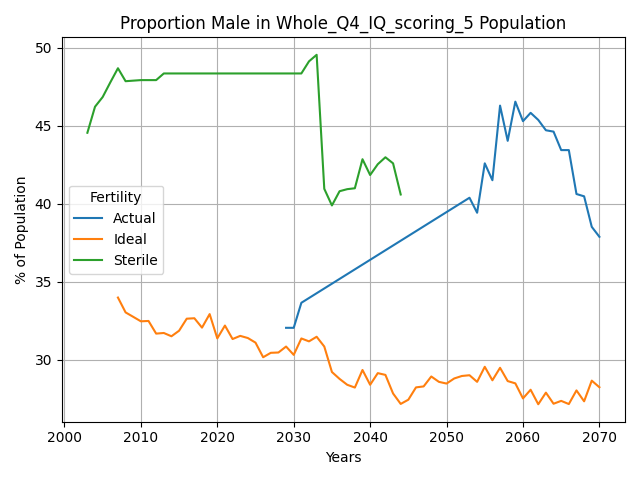 Proportion Male in Whole_Q4_IQ_scoring_5 Population
% of Population
50
45
40
35
30
Fertility
Actual
Ideal
Sterile
2000 2010 2020 2030 2040 2050 2060 2070
Years